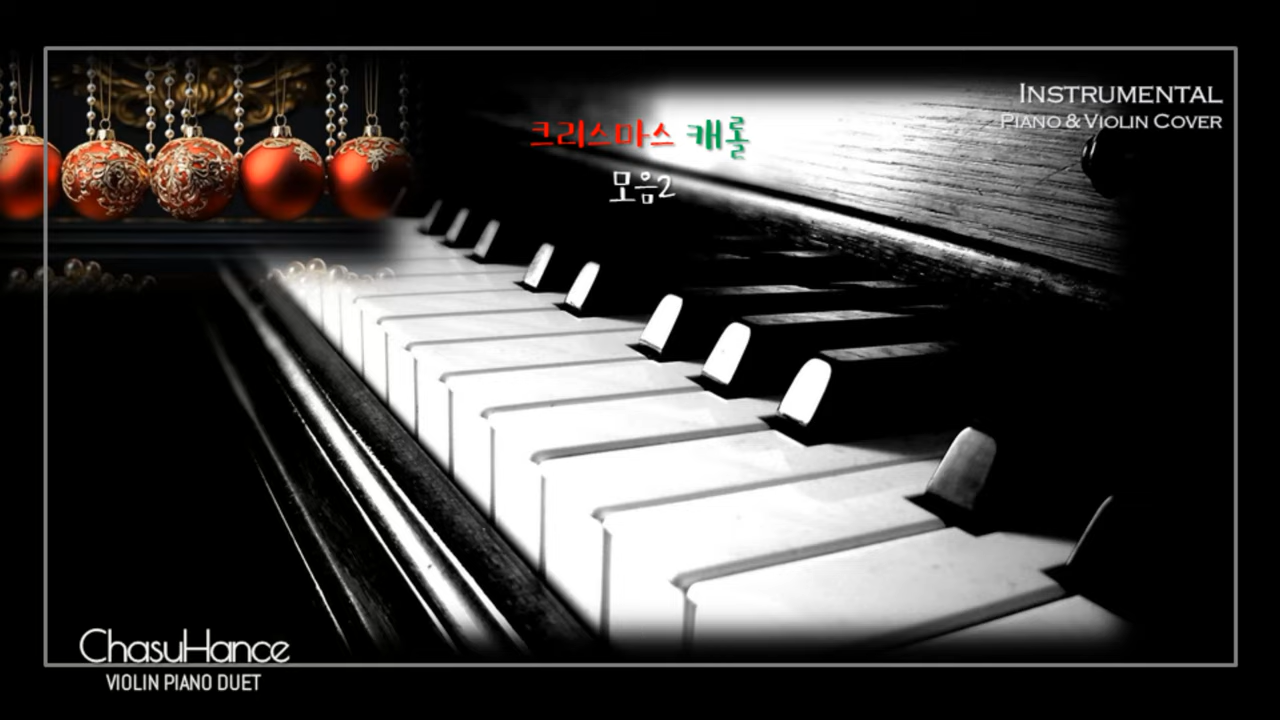 INSTRUMENTAL
PIANO & VIOLIN COVER
크리스마스 캐롤
모음2
ChasuHance
VIOLIN PIANO DUET